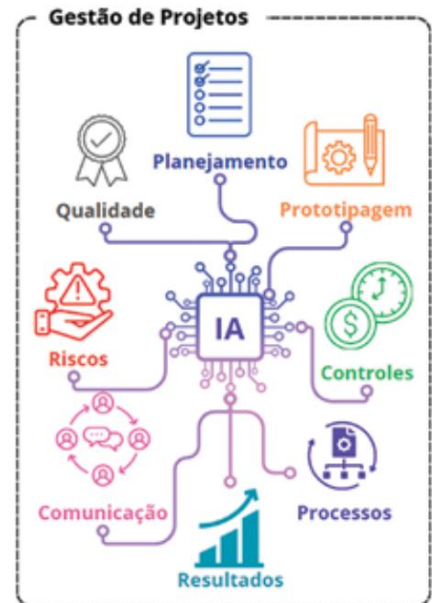 Gestão de Projetos
Planejamento
Qualidade
Prototipagem
IA
Riscos
$
Controles
Comunicação
Processos
Resultados